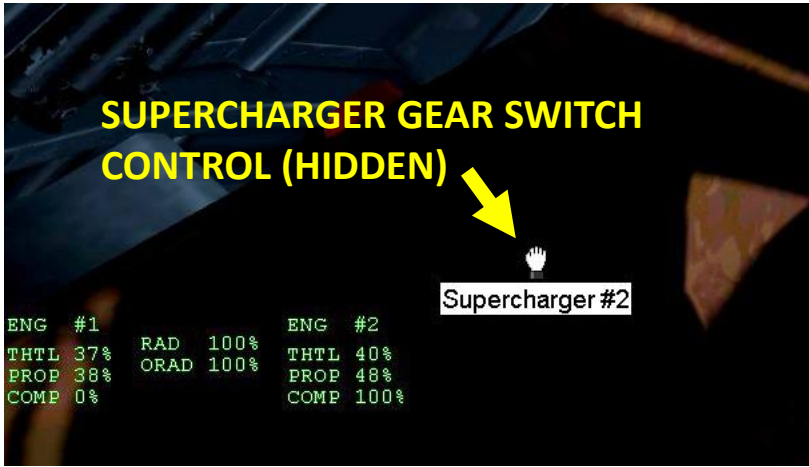 SUPERCHARGER GEAR SWITCH
CONTROL (HIDDEN)
Supercharger #2
ENG #1
THTL 37%
PROP 38%
COMP 0%
RAD 100%
ORAD 100%
ENG #2
THTL 40%
PROP 48%
COMP 100%